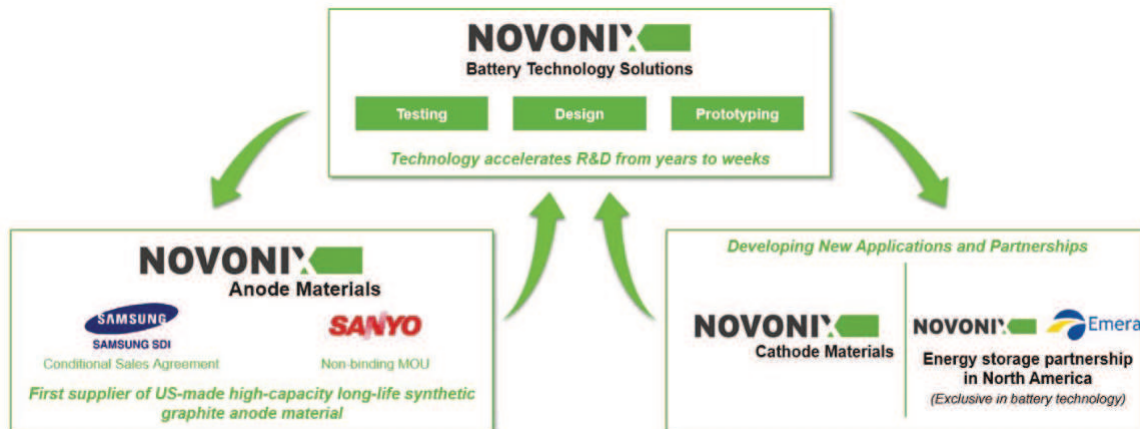 NOVONIX
Battery Technology Solutions
Testing
Design
Prototyping
Technology accelerates R&D from years to weeks
NOVONIX
Anode Materials
SAMSUNG
SAMSUNG SDI
Conditional Sales Agreement
SANYO
Non-binding MOU
First supplier of US-made high-capacity long-life synthetic
graphite anode material
Developing New Applications and Partnerships
NOVONIX
Cathode Materials
NOVONIX
Emera
Energy storage partnership
in North America
(Exclusive in battery technology)